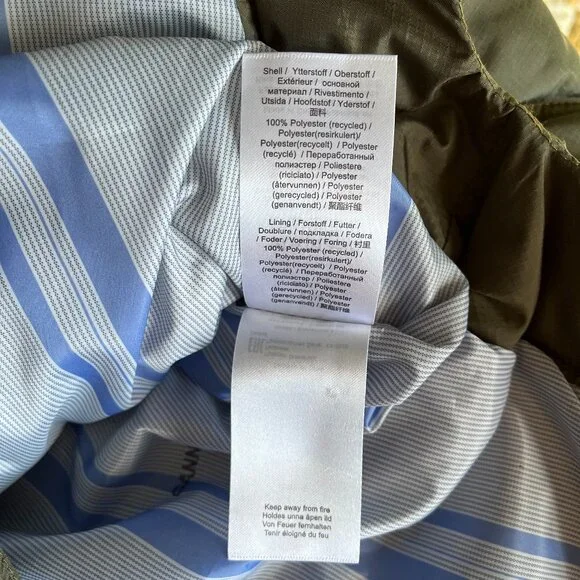 Shell / Ytterstoff / Oberstoff /
Extérieur / основной
материал / Rivestimento /
Utsida / Hoofdstof / Yderstof /
面料
100% Polyester (recycled) /
Polyester(resirkulert)/
Polyester(recycelt) / Polyester
(recyclé) / Переработанный
полиэстер / Poliestere
(riciclato) / Polyester
(återvunnen) / Polyester
(gerecycled) / Polyester
(genanvendt) / 聚酯纤维
Lining / Forstoff / Futter /
Doublure / подкладка / Fodera
/ Foder / Voering / Foring / 衬里
100% Polyester (recycled) /
Polyester(resirkulert)/
Polyester(recycelt) / Polyester
(recyclé) / Переработанный
полиэстер / Poliestere
(riciclato) / Polyester
(återvunnen) / Polyester
(gerecycled) / Polyester
(genanvendt) / 聚酯纤维
Keep away from fire
Holdes unna åpen ild
Von Feuer fernhalten
Tenir éloigné du feu